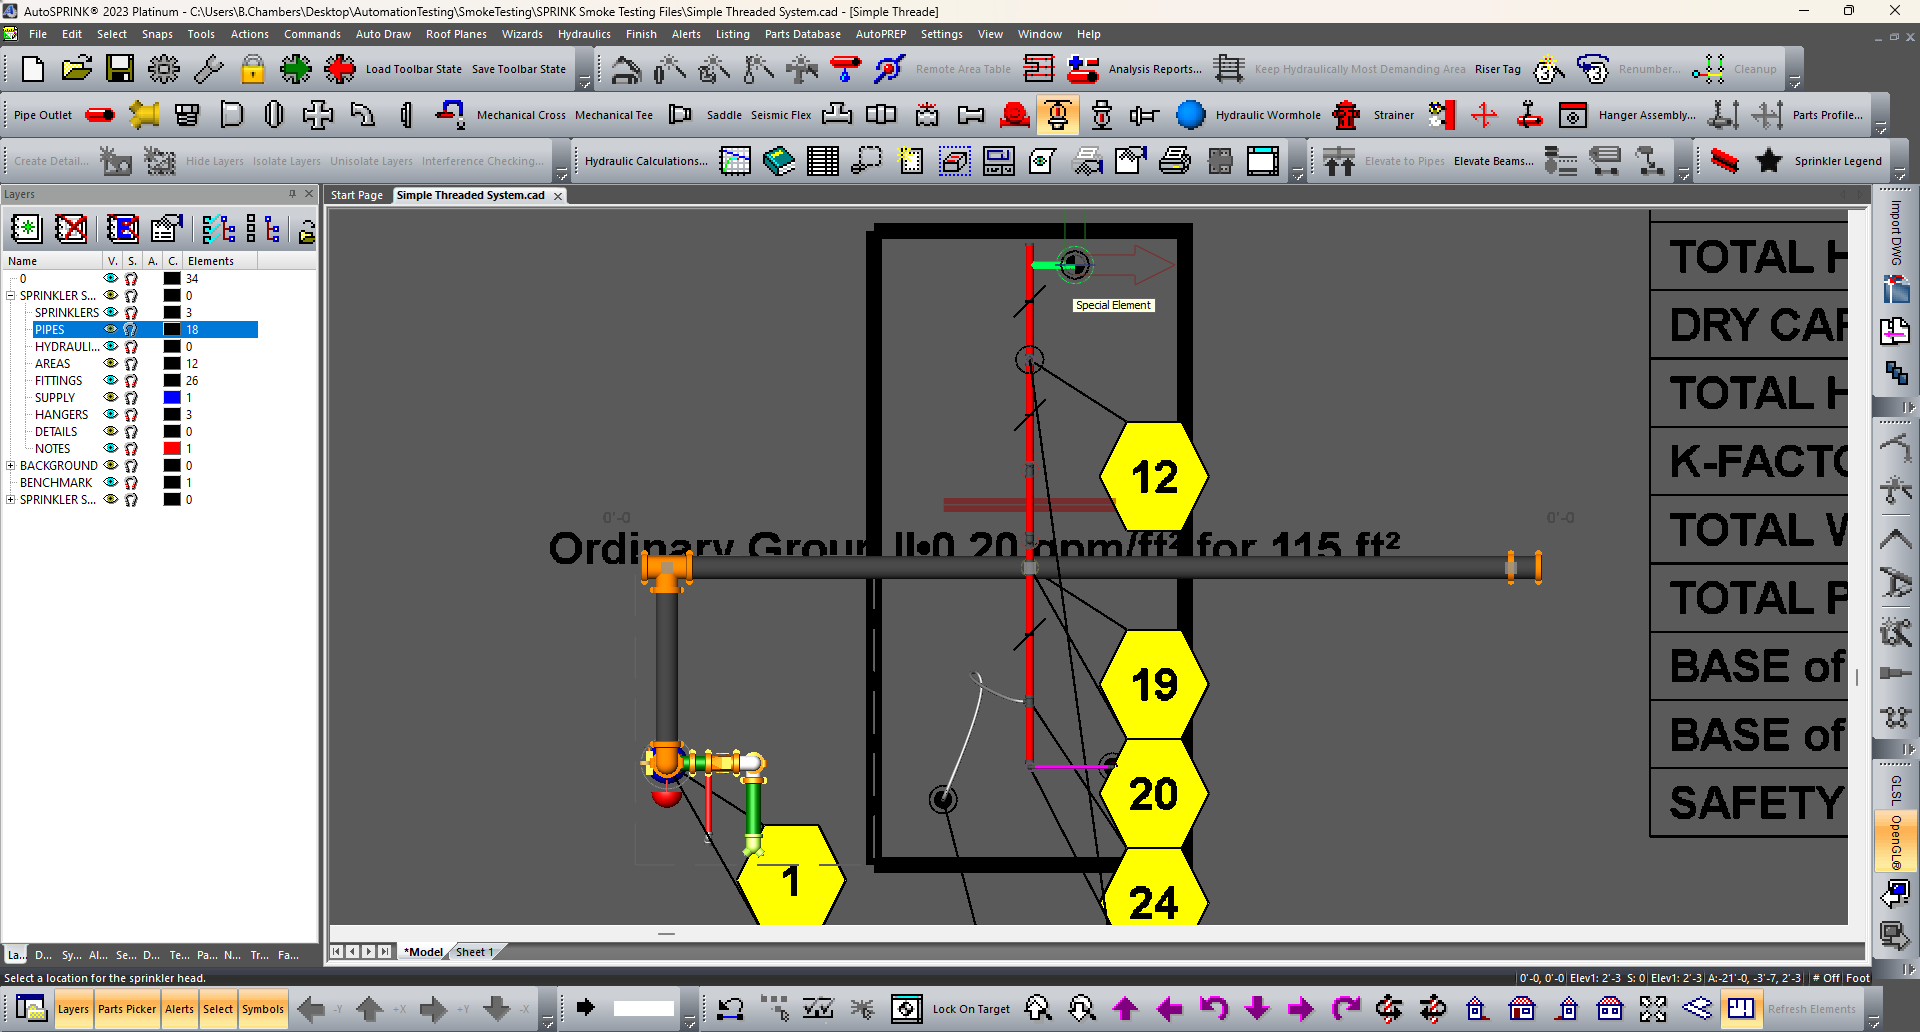 AutoSPRINK® 2023 Platinum - C:\Users\B.Chambers\Desktop\AutomationTesting\SmokeTesting\SPRINK Smoke Testing Files\Simple Threaded System.cad - [Simple Threade]
File Edit Select Snaps Tools Actions Commands Auto Draw Roof Planes Wizards Hydraulics Finish Alerts Listing Parts Database AutoPREP Settings View Window Help
Load Toolbar State Save Toolbar State Remote Area Table Analysis Reports... Keep Hydraulically Most Demanding Area Riser Tag Renumber... Cleanup
Pipe Outlet Mechanical Cross Mechanical Tee Saddle Seismic Flex Hydraulic Wormhole Strainer Hanger Assembly... Parts Profile...
Create Detail... Hide Layers Isolate Layers Unisolate Layers Interference Checking... Hydraulic Calculations... Elevate to Pipes Elevate Beams... Sprinkler Legend
Layers
Start Page Simple Threaded System.cad
Name V. S. A. C. Elements
0 34
SPRINKLER S... 0
SPRINKLERS 3
PIPES 18
HYDRAULI... 0
AREAS 12
FITTINGS 26
SUPPLY 1
HANGERS 3
DETAILS 0
NOTES 1
BACKGROUND 0
BENCHMARK 1
SPRINKLER S... 0
Special Element
12
0'-0 0'-0
Ordinary Group II•0.20 gpm/ft² for 115 ft²
19
20
1
24
TOTAL H
DRY CAP
TOTAL H
K-FACTO
TOTAL W
TOTAL P
BASE of
BASE of
SAFETY
Import DWG
GLSL
OpenGL®
*Model Sheet 1
La... D... Sy... Al... Se... D... Te... Pa... N... Tr... Fa...
Select a location for the sprinkler head.
0'-0, 0'-0 Elev1: 2'-3 S: 0 Elev1: 2'-3 A:-21'-0, -3'-7, 2'-3 # Off Foot
Layers Parts Picker Alerts Select Symbols -Y +X +Y -X Lock On Target Refresh Elements